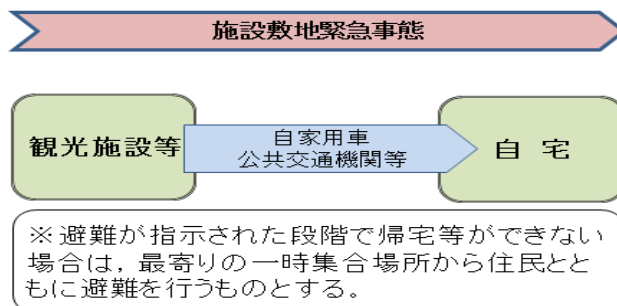 施設敷地緊急事態
観光施設等
自家用車
公共交通機関等
自宅
※避難が指示された段階で帰宅等ができない
場合は，最寄りの一時集合場所から住民とと
もに避難を行うものとする。